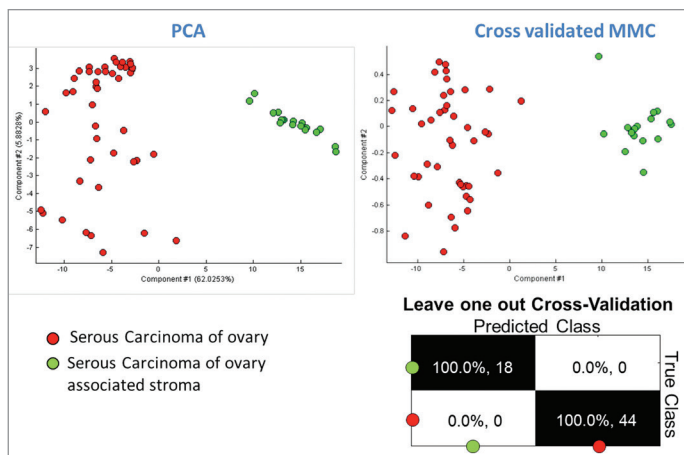 PCA
Cross validated MMC
Component #2 (5.8828%)
3
2
1
0
-1
-2
-3
-4
-5
-6
-7
-10
-5
0
5
10
15
Component #1 (62.0253%)
Component #2
0.4
0.2
0
-0.2
-0.4
-0.6
-0.8
-10
-5
0
5
10
15
Component #1
Serous Carcinoma of ovary
Serous Carcinoma of ovary
associated stroma
Leave one out Cross-Validation
Predicted Class
True Class
100.0%, 18
0.0%, 0
0.0%, 0
100.0%, 44